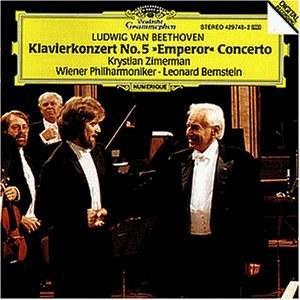 Deutsche
Grammophon
STEREO 429748-2
LUDWIG VAN BEETHOVEN
Klavierkonzert No. 5 »Emperor« Concerto
Krystian Zimerman
Wiener Philharmoniker · Leonard Bernstein
NUMERIQUE
DIGITAL